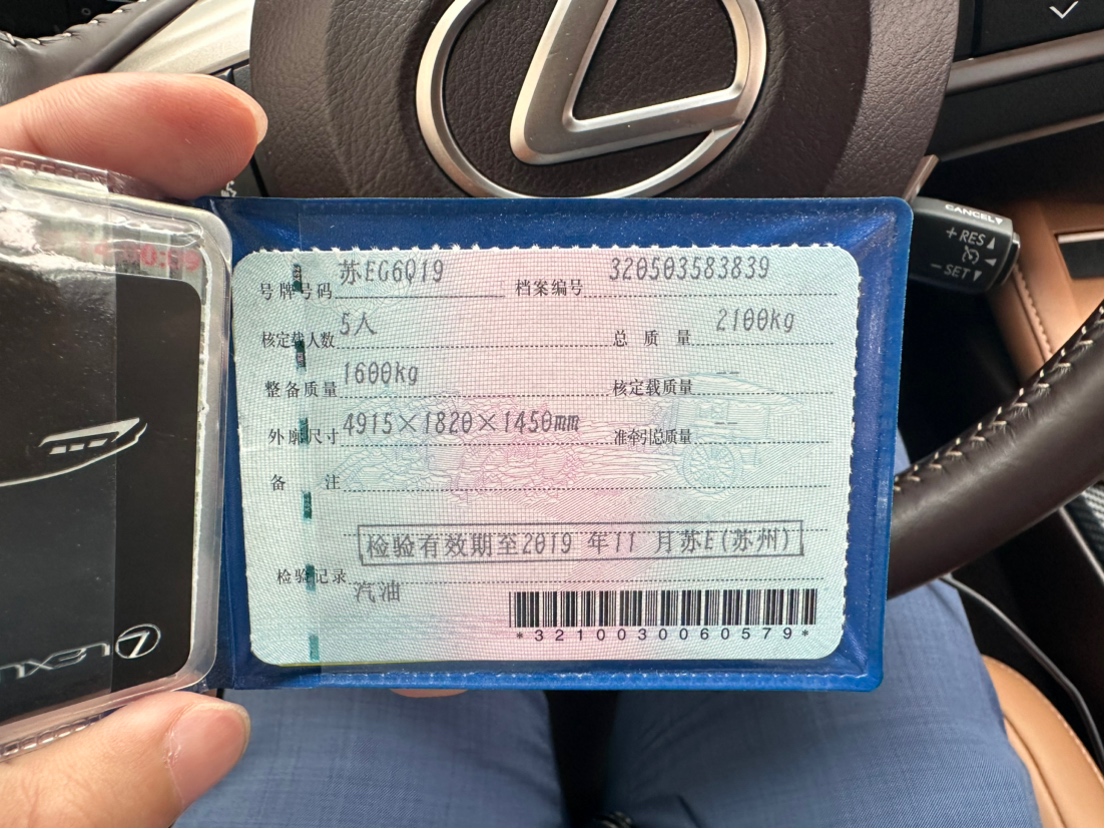 CANCEL
+ RES
- SET
号牌号码 苏EG6Q19 档案编号 320503583839
核定载人数 5人 总质量 2100kg
整备质量 1600kg 核定载质量 --
外廓尺寸 4915×1820×1450mm 准牵引总质量 --
备注
检验有效期至2019 年11 月苏E(苏州)
检验记录
汽油
*3210030060579*